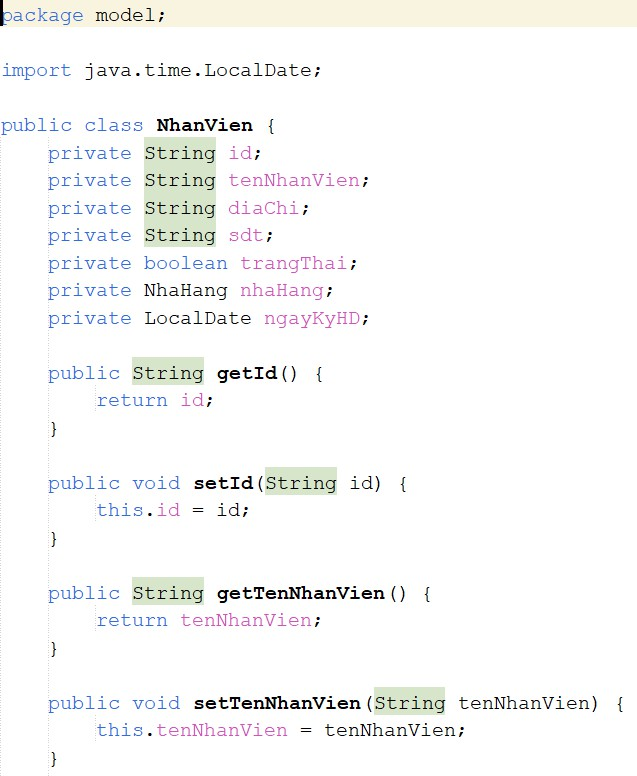 package model;
import java.time.LocalDate;
public class NhanVien {
private String id;
private String tenNhanVien;
private String diaChi;
private String sdt;
private boolean trangThai;
private NhaHang nhaHang;
private LocalDate ngayKyHD;
public String getId() {
return id;
}
public void setId(String id) {
this.id = id;
}
public String getTenNhanVien() {
return tenNhanVien;
}
public void setTenNhanVien(String tenNhanVien) {
this.tenNhanVien = tenNhanVien;
}